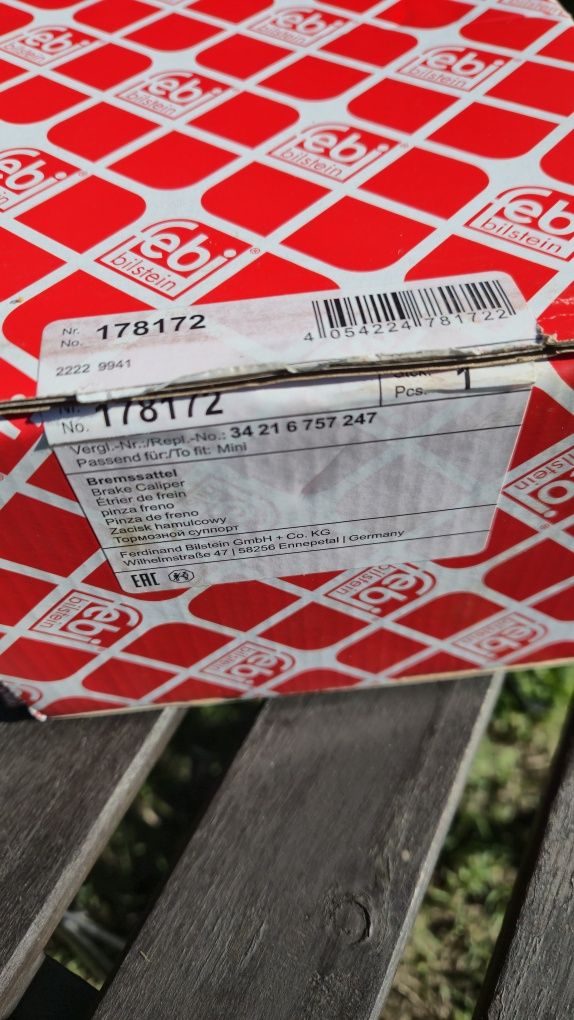 febi
bilstein
Nr.
No. 178172
4 054224 781722
2222 9941
No. 178172
Pcs. 1
Vergl.-Nr.:/Repl.-No.: 34 21 6 757 247
Passend für:/To fit: Mini
Bremssattel
Brake Caliper
Étrier de frein
pinza freno
Pinza de freno
Zacisk hamulcowy
Тормозной суппорт
Ferdinand Bilstein GmbH + Co. KG
Wilhelmstraße 47 | 58256 Ennepetal | Germany
EAC